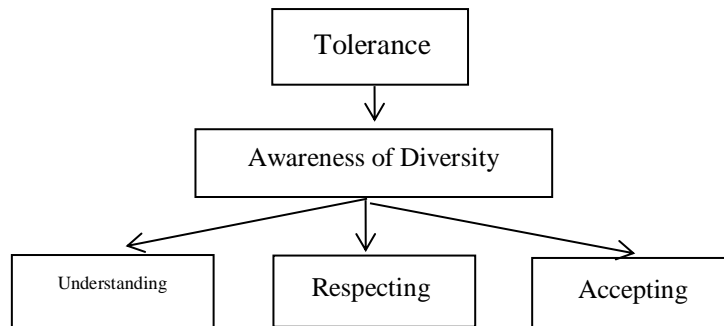 Tolerance
Awareness of Diversity
Understanding
Respecting
Accepting